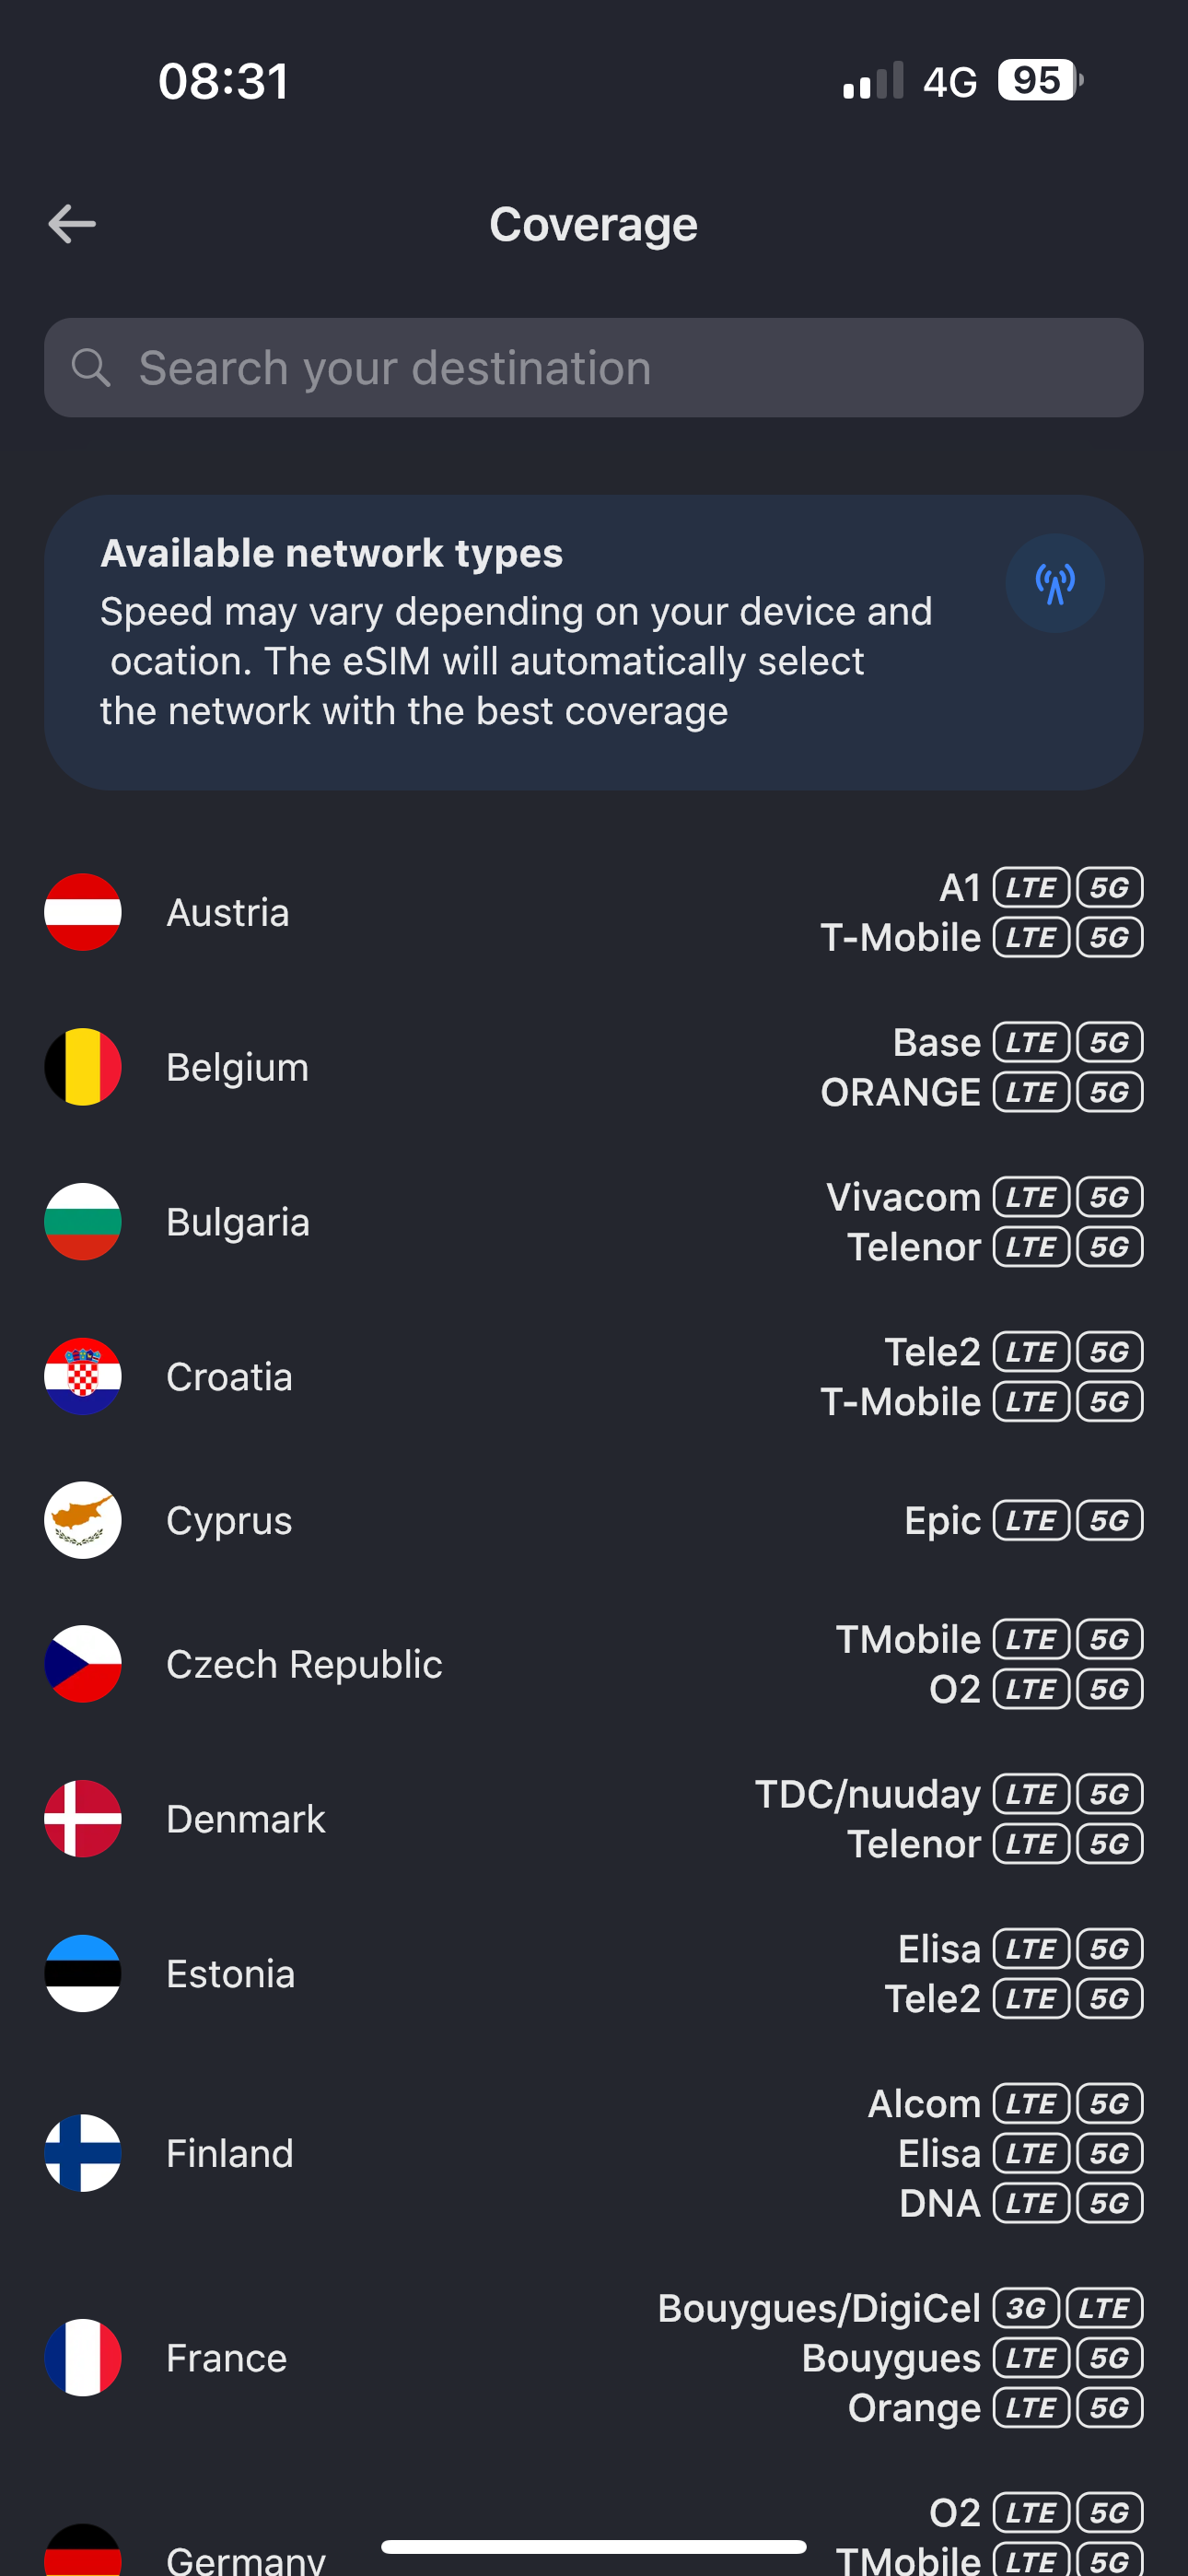 08:31
4G 95
Coverage
Search your destination
Available network types
Speed may vary depending on your device and
ocation. The eSIM will automatically select
the network with the best coverage
Austria
A1 LTE 5G
T-Mobile LTE 5G
Belgium
Base LTE 5G
ORANGE LTE 5G
Bulgaria
Vivacom LTE 5G
Telenor LTE 5G
Croatia
Tele2 LTE 5G
T-Mobile LTE 5G
Cyprus
Epic LTE 5G
Czech Republic
TMobile LTE 5G
O2 LTE 5G
Denmark
TDC/nuuday LTE 5G
Telenor LTE 5G
Estonia
Elisa LTE 5G
Tele2 LTE 5G
Finland
Alcom LTE 5G
Elisa LTE 5G
DNA LTE 5G
France
Bouygues/DigiCel 3G LTE
Bouygues LTE 5G
Orange LTE 5G
Germany
O2 LTE 5G
TMobile LTE 5G